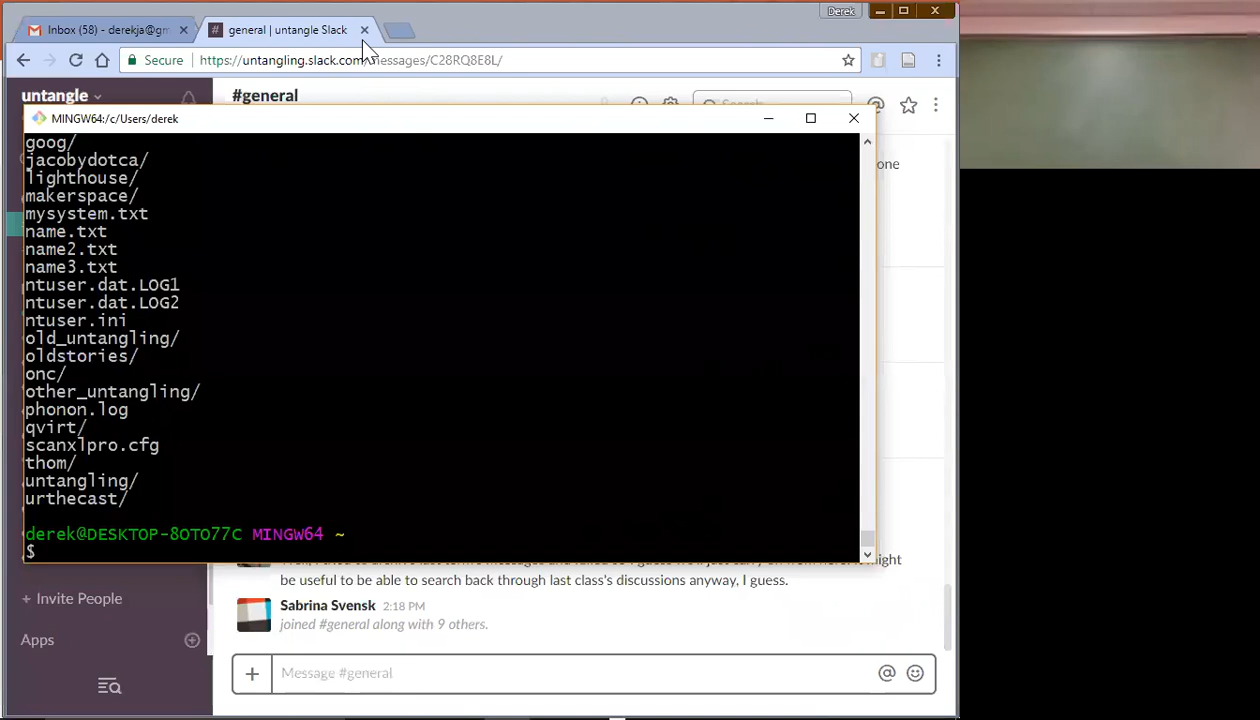 Derek
Inbox (58) - derekja@gm
general | untangle Slack
Secure
https://untangling.slack.com/messages/C28RQ8E8L/
untangle
#general
Search
MINGW64:/c/Users/derek
one
goog/
jacobydotca/
lighthouse/
makerspace/
mysystem.txt
name.txt
name2.txt
name3.txt
ntuser.dat.LOG1
ntuser.dat.LOG2
ntuser.ini
old_untangling/
oldstories/
onc/
other_untangling/
phonon.log
qvirt/
scanxlpro.cfg
thom/
untangling/
urthecast/
derek@DESKTOP-8OTO77C MINGW64 ~
$
might
be useful to be able to search back through last class's discussions anyway, I guess.
+ Invite People
Sabrina Svensk 2:18 PM
joined #general along with 9 others.
Apps
+ Message #general @